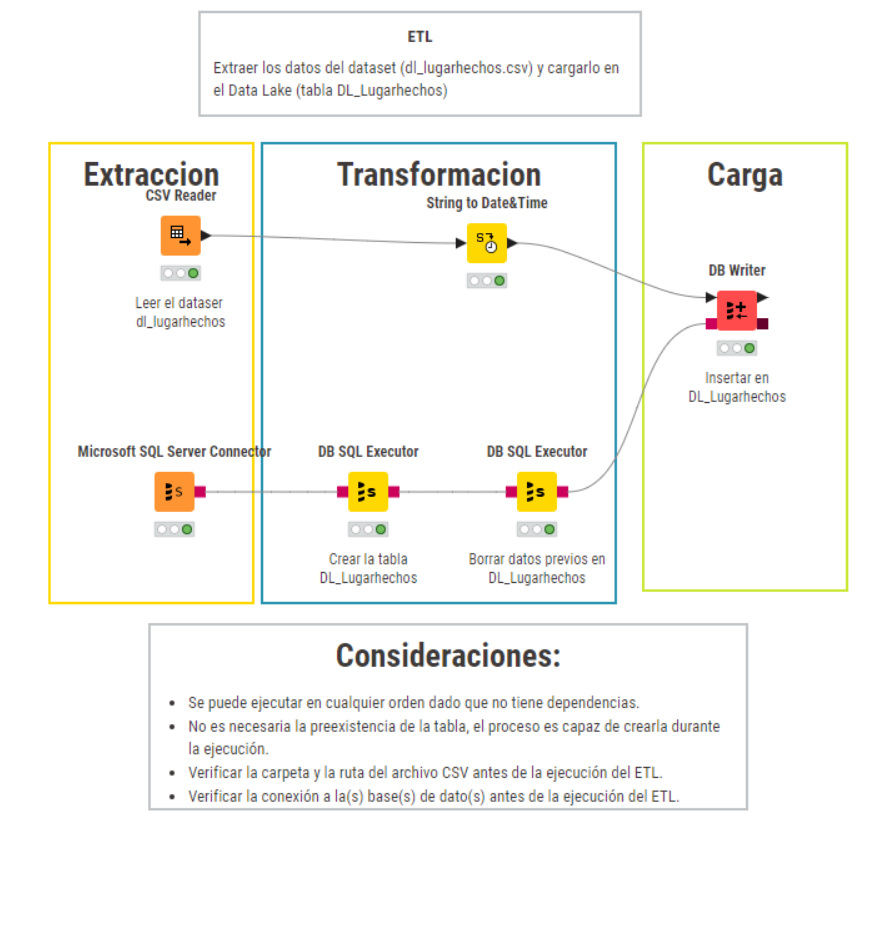 ETL
Extraer los datos del dataset (dl_lugarhechos.csv) y cargarlo en
el Data Lake (tabla DL_Lugarhechos)
Extraccion
Transformacion
Carga
CSV Reader
String to Date&Time
S
DB Writer
Leer el dataser
dl_lugarhechos
Insertar en
DL_Lugarhechos
Microsoft SQL Server Connector
DB SQL Executor
DB SQL Executor
S
s
s
Crear la tabla
DL_Lugarhechos
Borrar datos previos en
DL_Lugarhechos
Consideraciones:
• Se puede ejecutar en cualquier orden dado que no tiene dependencias.
• No es necesaria la preexistencia de la tabla, el proceso es capaz de crearla durante
la ejecución.
• Verificar la carpeta y la ruta del archivo CSV antes de la ejecución del ETL.
• Verificar la conexión a la(s) base(s) de dato(s) antes de la ejecución del ETL.